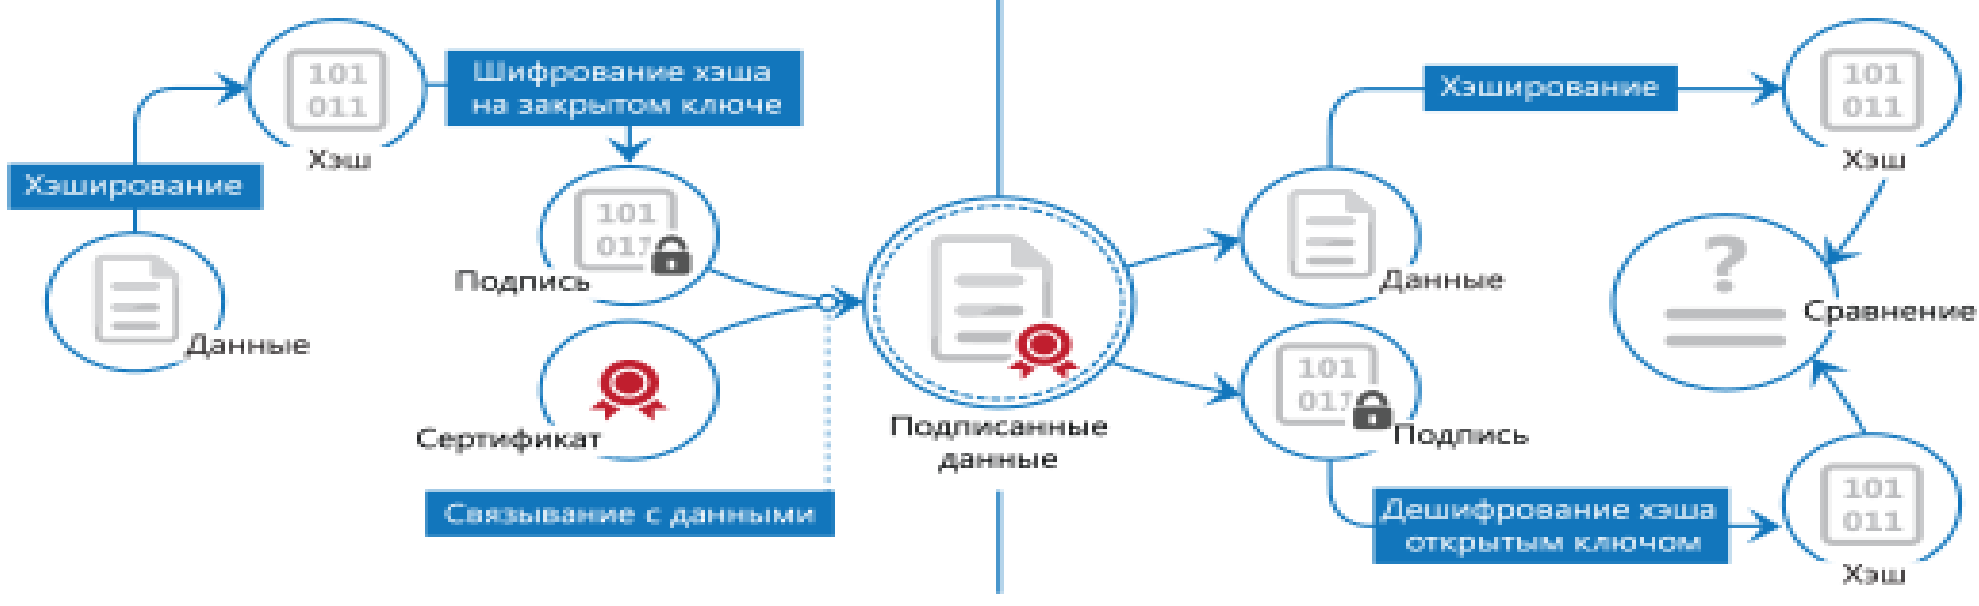 101
011
Хэш
Хэширование
Данные
Шифрование хэша
на закрытом ключе
101
011
Подпись
Сертификат
Связывание с данными
Подписанные
данные
Данные
Хэширование
101
011
Хэш
Сравнение
?
101
011
Подпись
Дешифрование хэша
открытым ключом
101
011
Хэш